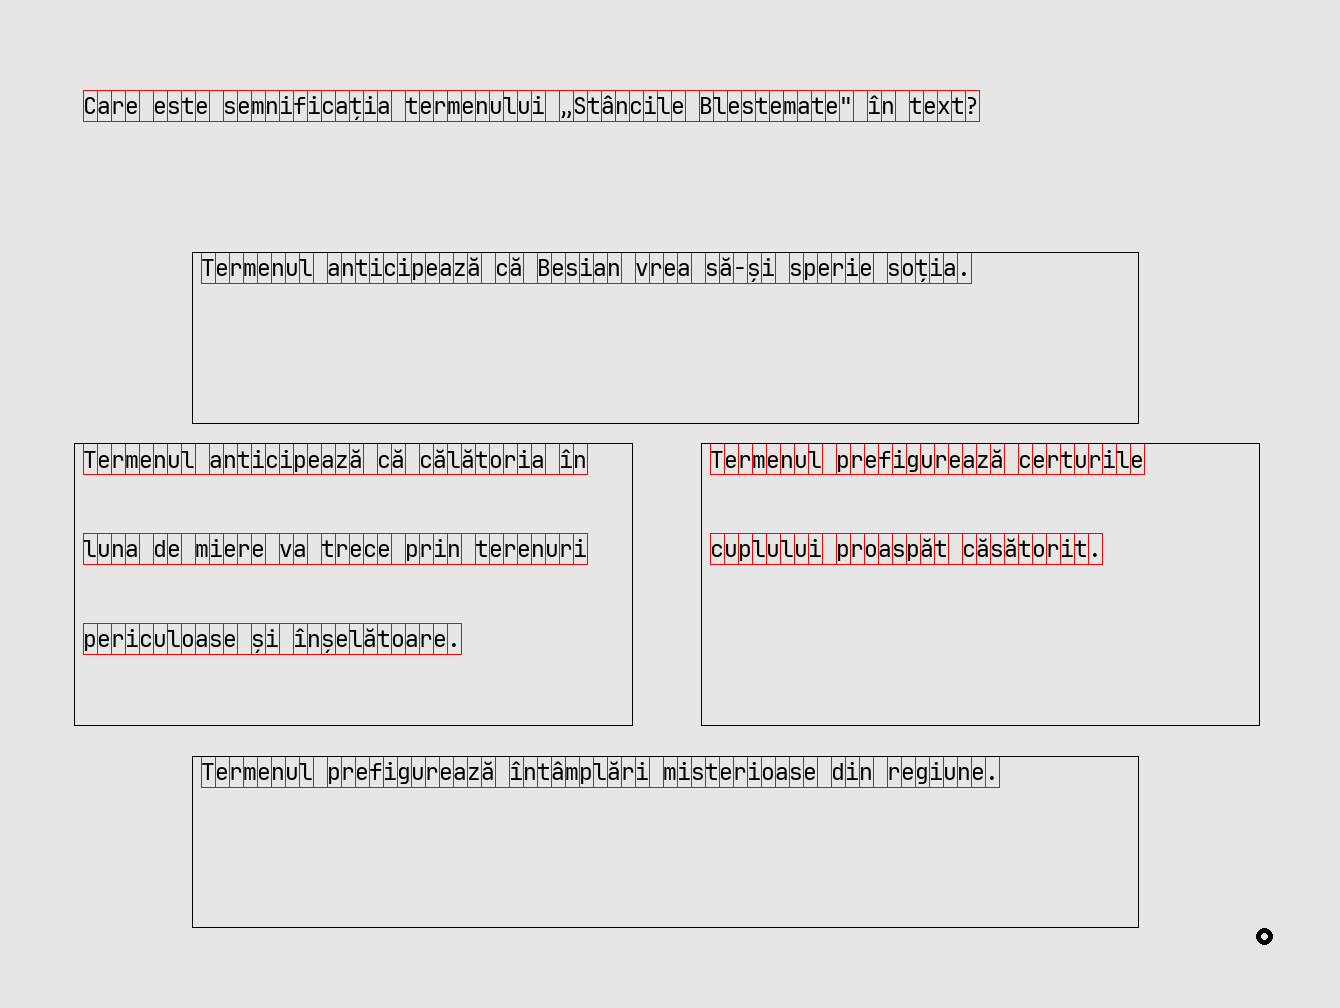 Care este semnificația termenului „Stâncile Blestemate" în text?
Termenul anticipează că Besian vrea să-și sperie soția.
Termenul anticipează că călătoria în
luna de miere va trece prin terenuri
periculoase și înșelătoare.
Termenul prefigurează certurile
cuplului proaspăt căsătorit.
Termenul prefigurează întâmplări misterioase din regiune.